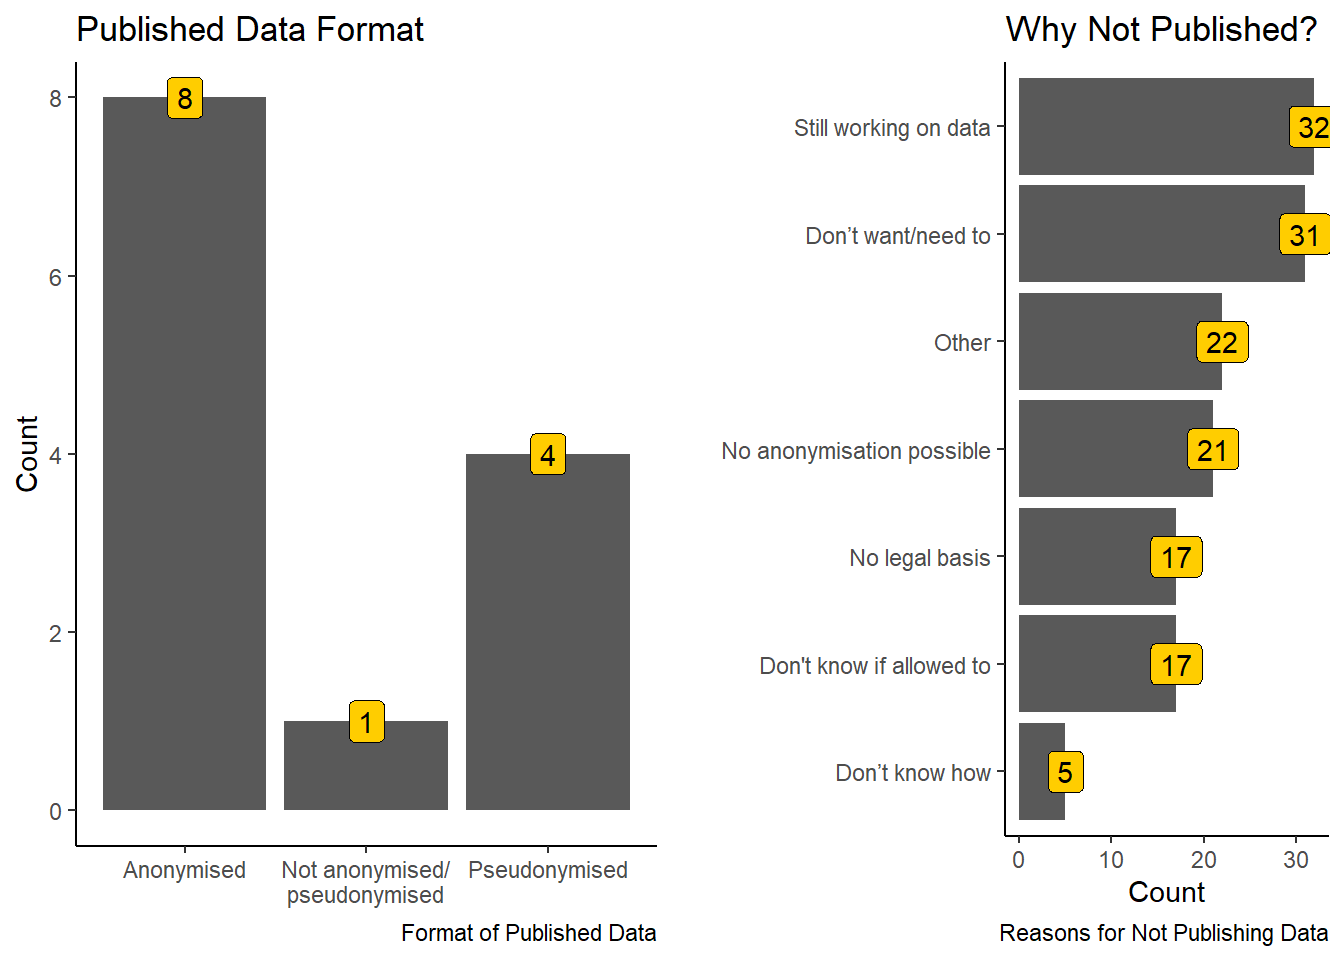 Published Data Format
8
6
4
2
0
Count
8
1
4
Anonymised
Not anonymised/
pseudonymised
Pseudonymised
Format of Published Data
Why Not Published?
Still working on data
32
Don’t want/need to
31
Other
22
No anonymisation possible
21
No legal basis
17
Don't know if allowed to
17
Don’t know how
5
0
10
20
30
Count
Reasons for Not Publishing Data